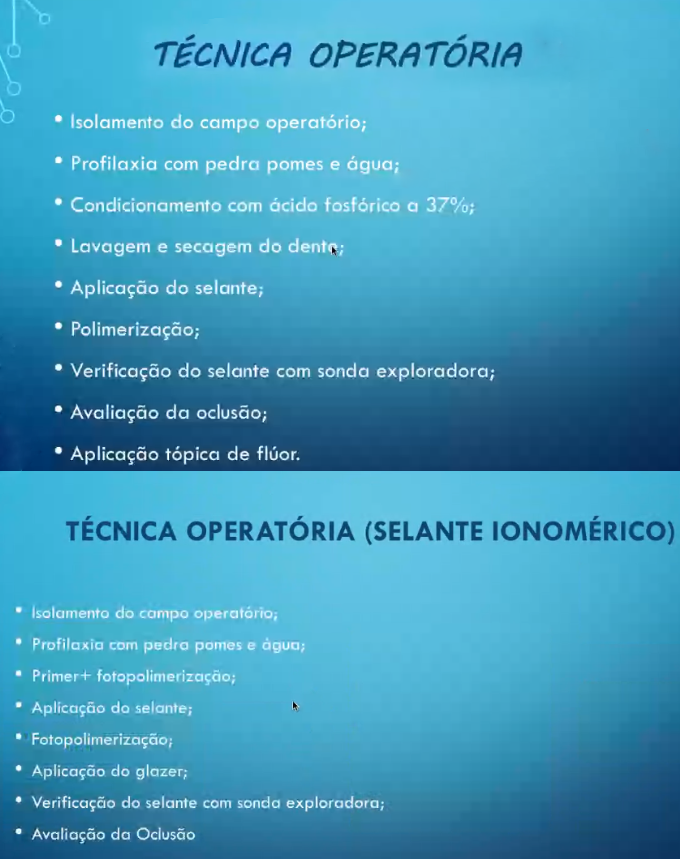 TÉCNICA OPERATÓRIA
• Isolamento do campo operatório;
• Profilaxia com pedra pomes e água;
• Condicionamento com ácido fosfórico a 37%;
• Lavagem e secagem do dente;
• Aplicação do selante;
• Polimerização;
• Verificação do selante com sonda exploradora;
• Avaliação da oclusão;
• Aplicação tópica de flúor.
TÉCNICA OPERATÓRIA (SELANTE IONOMÉRICO)
• Isolamento do campo operatório;
• Profilaxia com pedra pomes e água;
• Primer+ fotopolimerização;
• Aplicação do selante;
• Fotopolimerização;
• Aplicação do glazer;
• Verificação do selante com sonda exploradora;
• Avaliação da Oclusão